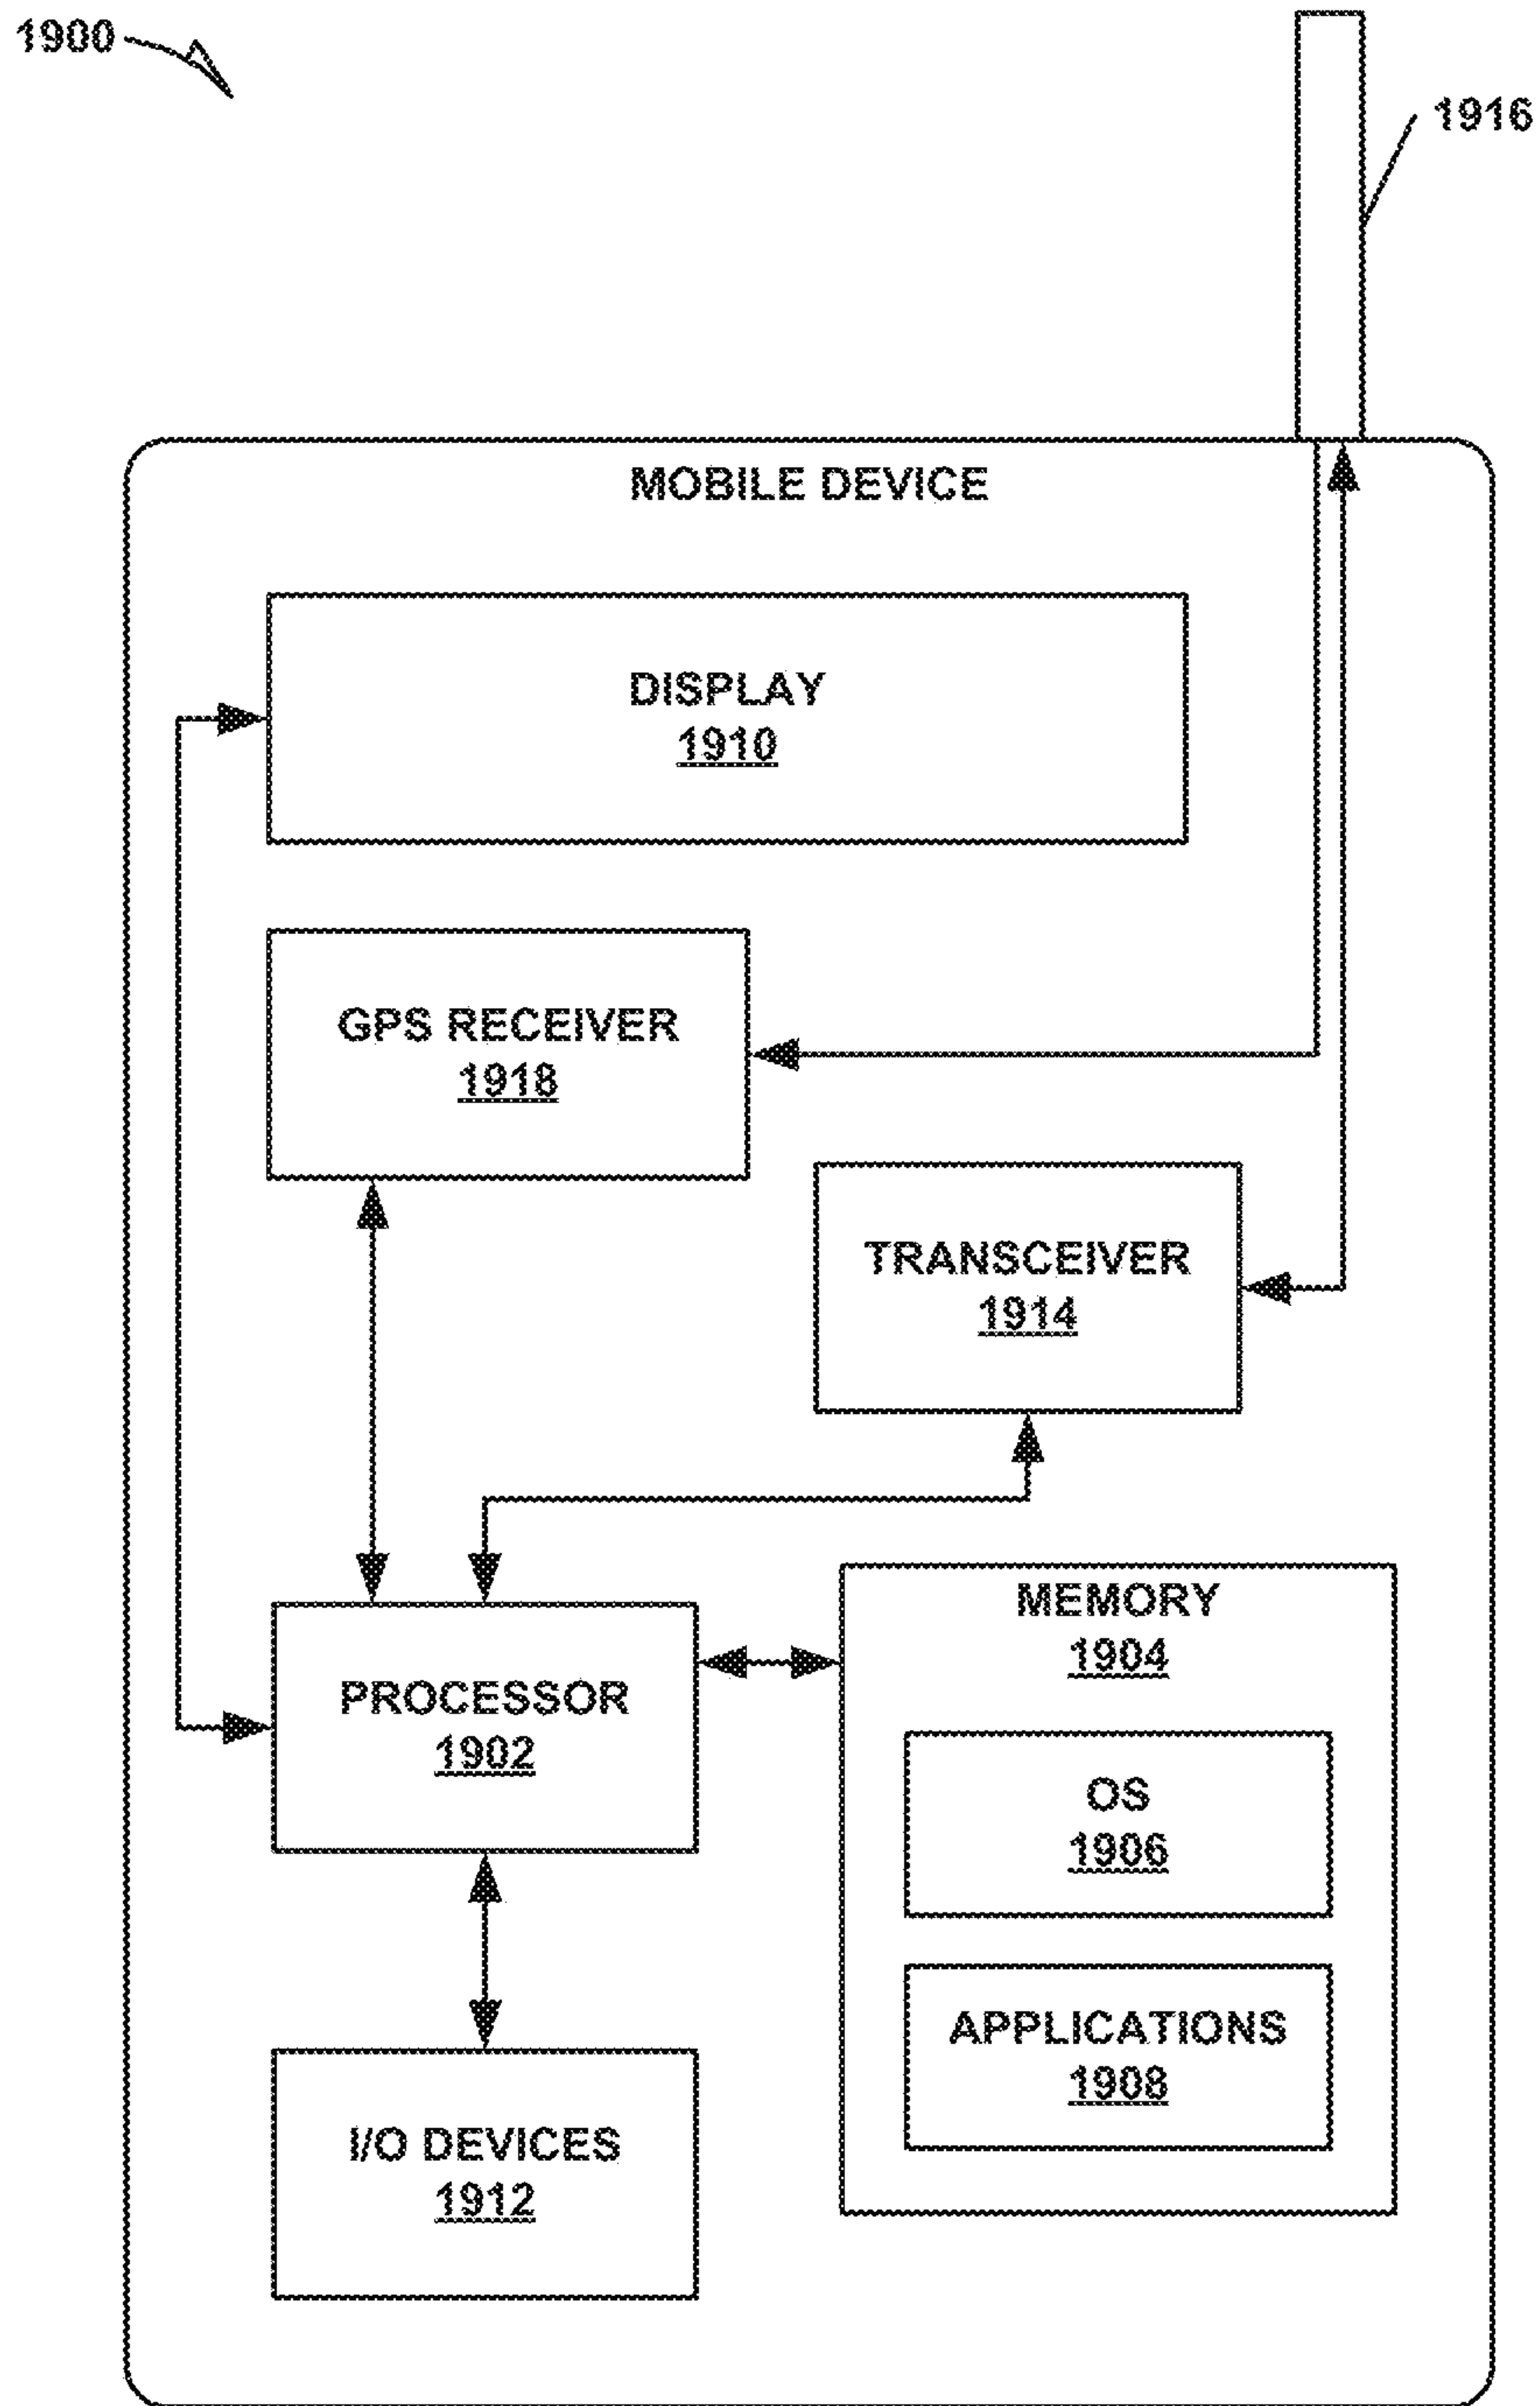 1900
1916
MOBILE DEVICE
DISPLAY
1910
GPS RECEIVER
1918
TRANSCEIVER
1914
MEMORY
1904
PROCESSOR
1902
OS
1906
APPLICATIONS
1908
I/O DEVICES
1912